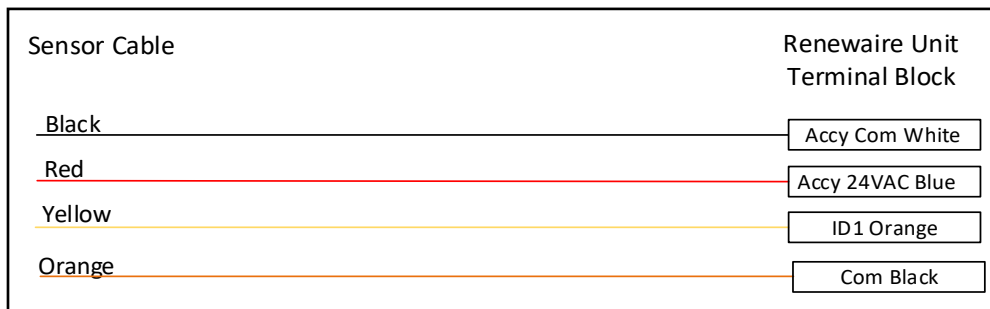 Sensor Cable
Renewaire Unit
Terminal Block
Black
Accy Com White
Red
Accy 24VAC Blue
Yellow
ID1 Orange
Orange
Com Black